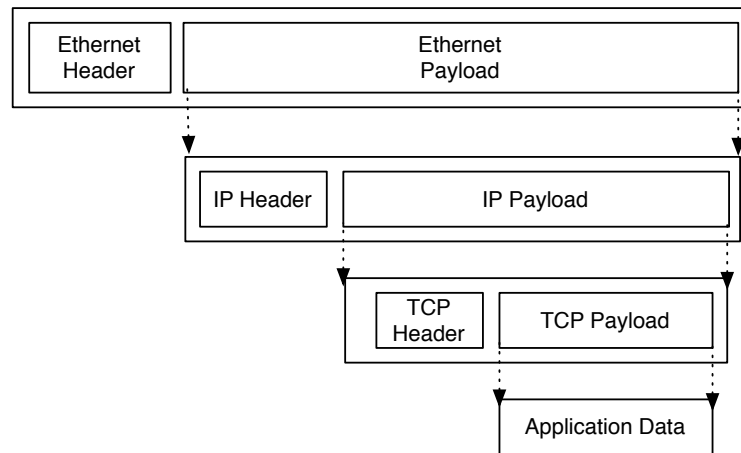 Ethernet
Header
Ethernet
Payload
IP Header
IP Payload
TCP
Header
TCP Payload
Application Data